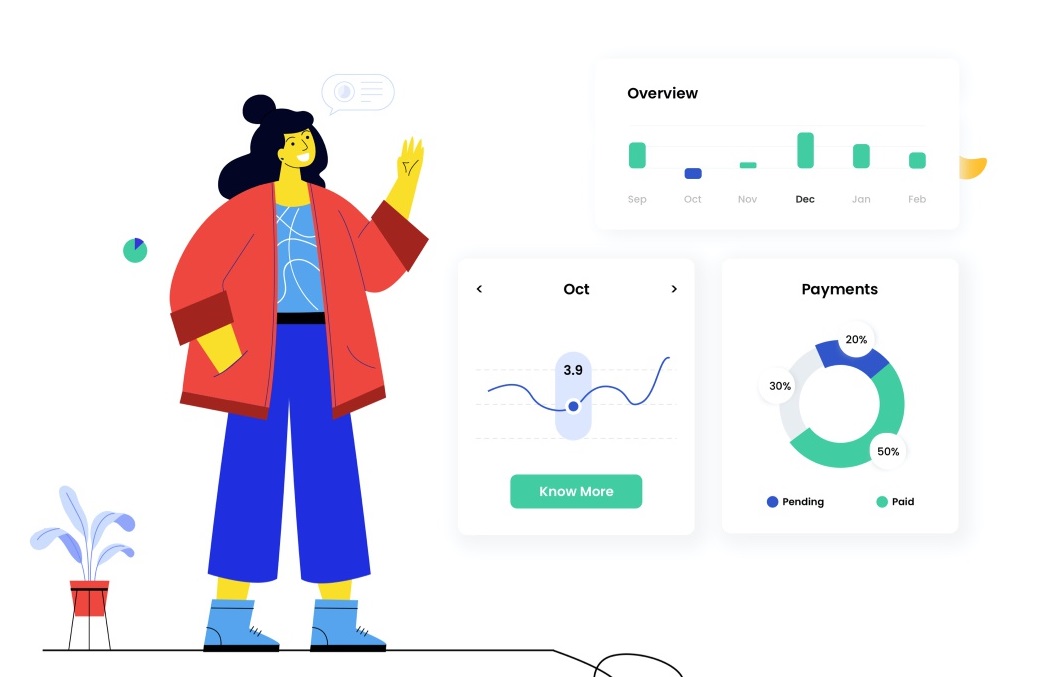 Overview
Sep Oct Nov Dec Jan Feb
< Oct >
3.9
Know More
Payments
20%
30%
50%
Pending Paid